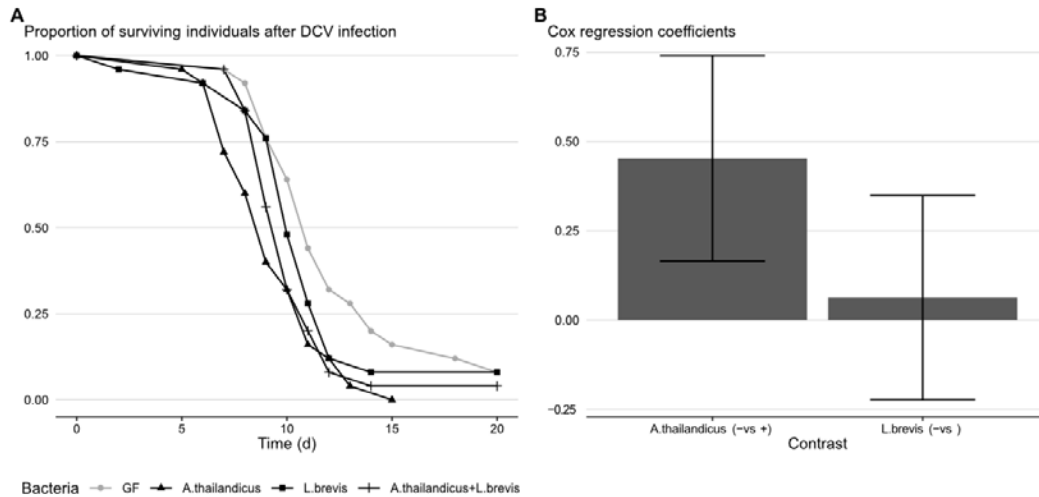 A
Proportion of surviving individuals after DCV infection
1.00
0.75
0.50
0.25
0.00
0 5 10 15 20
Time (d)
Bacteria GF A.thailandicus L.brevis A.thailandicus+L.brevis
B
Cox regression coefficients
0.75
0.50
0.25
0.00
−0.25
A.thailandicus (−vs +) L.brevis (−vs )
Contrast